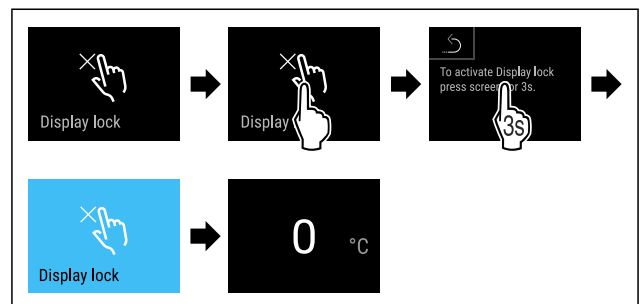 Display lock
Display
To activate Display lock
press screen for 3s.
3s
Display lock
0 °C